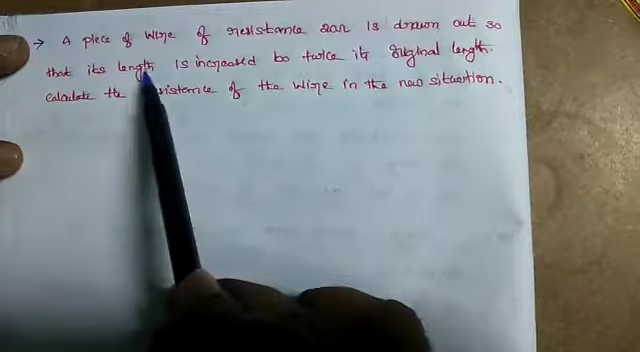 → A piece of wire of resistance 20Ω is drawn out so
that its length is increased to twice its original length.
Calculate the sistance of the wire in the new situation.